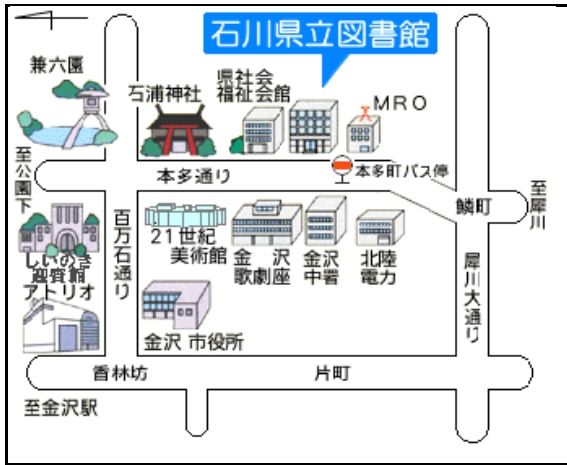 石川県立図書館
兼六園
石浦神社
県社会
福祉会館
MRO
至公園下
本多通り
本多町バス停
至犀川
鱗町
百万石通り
しいのき
迎賓館
アトリオ
21世紀
美術館
金沢
歌劇座
金沢
中署
北陸
電力
犀川大通り
金沢市役所
香林坊
片町
至金沢駅